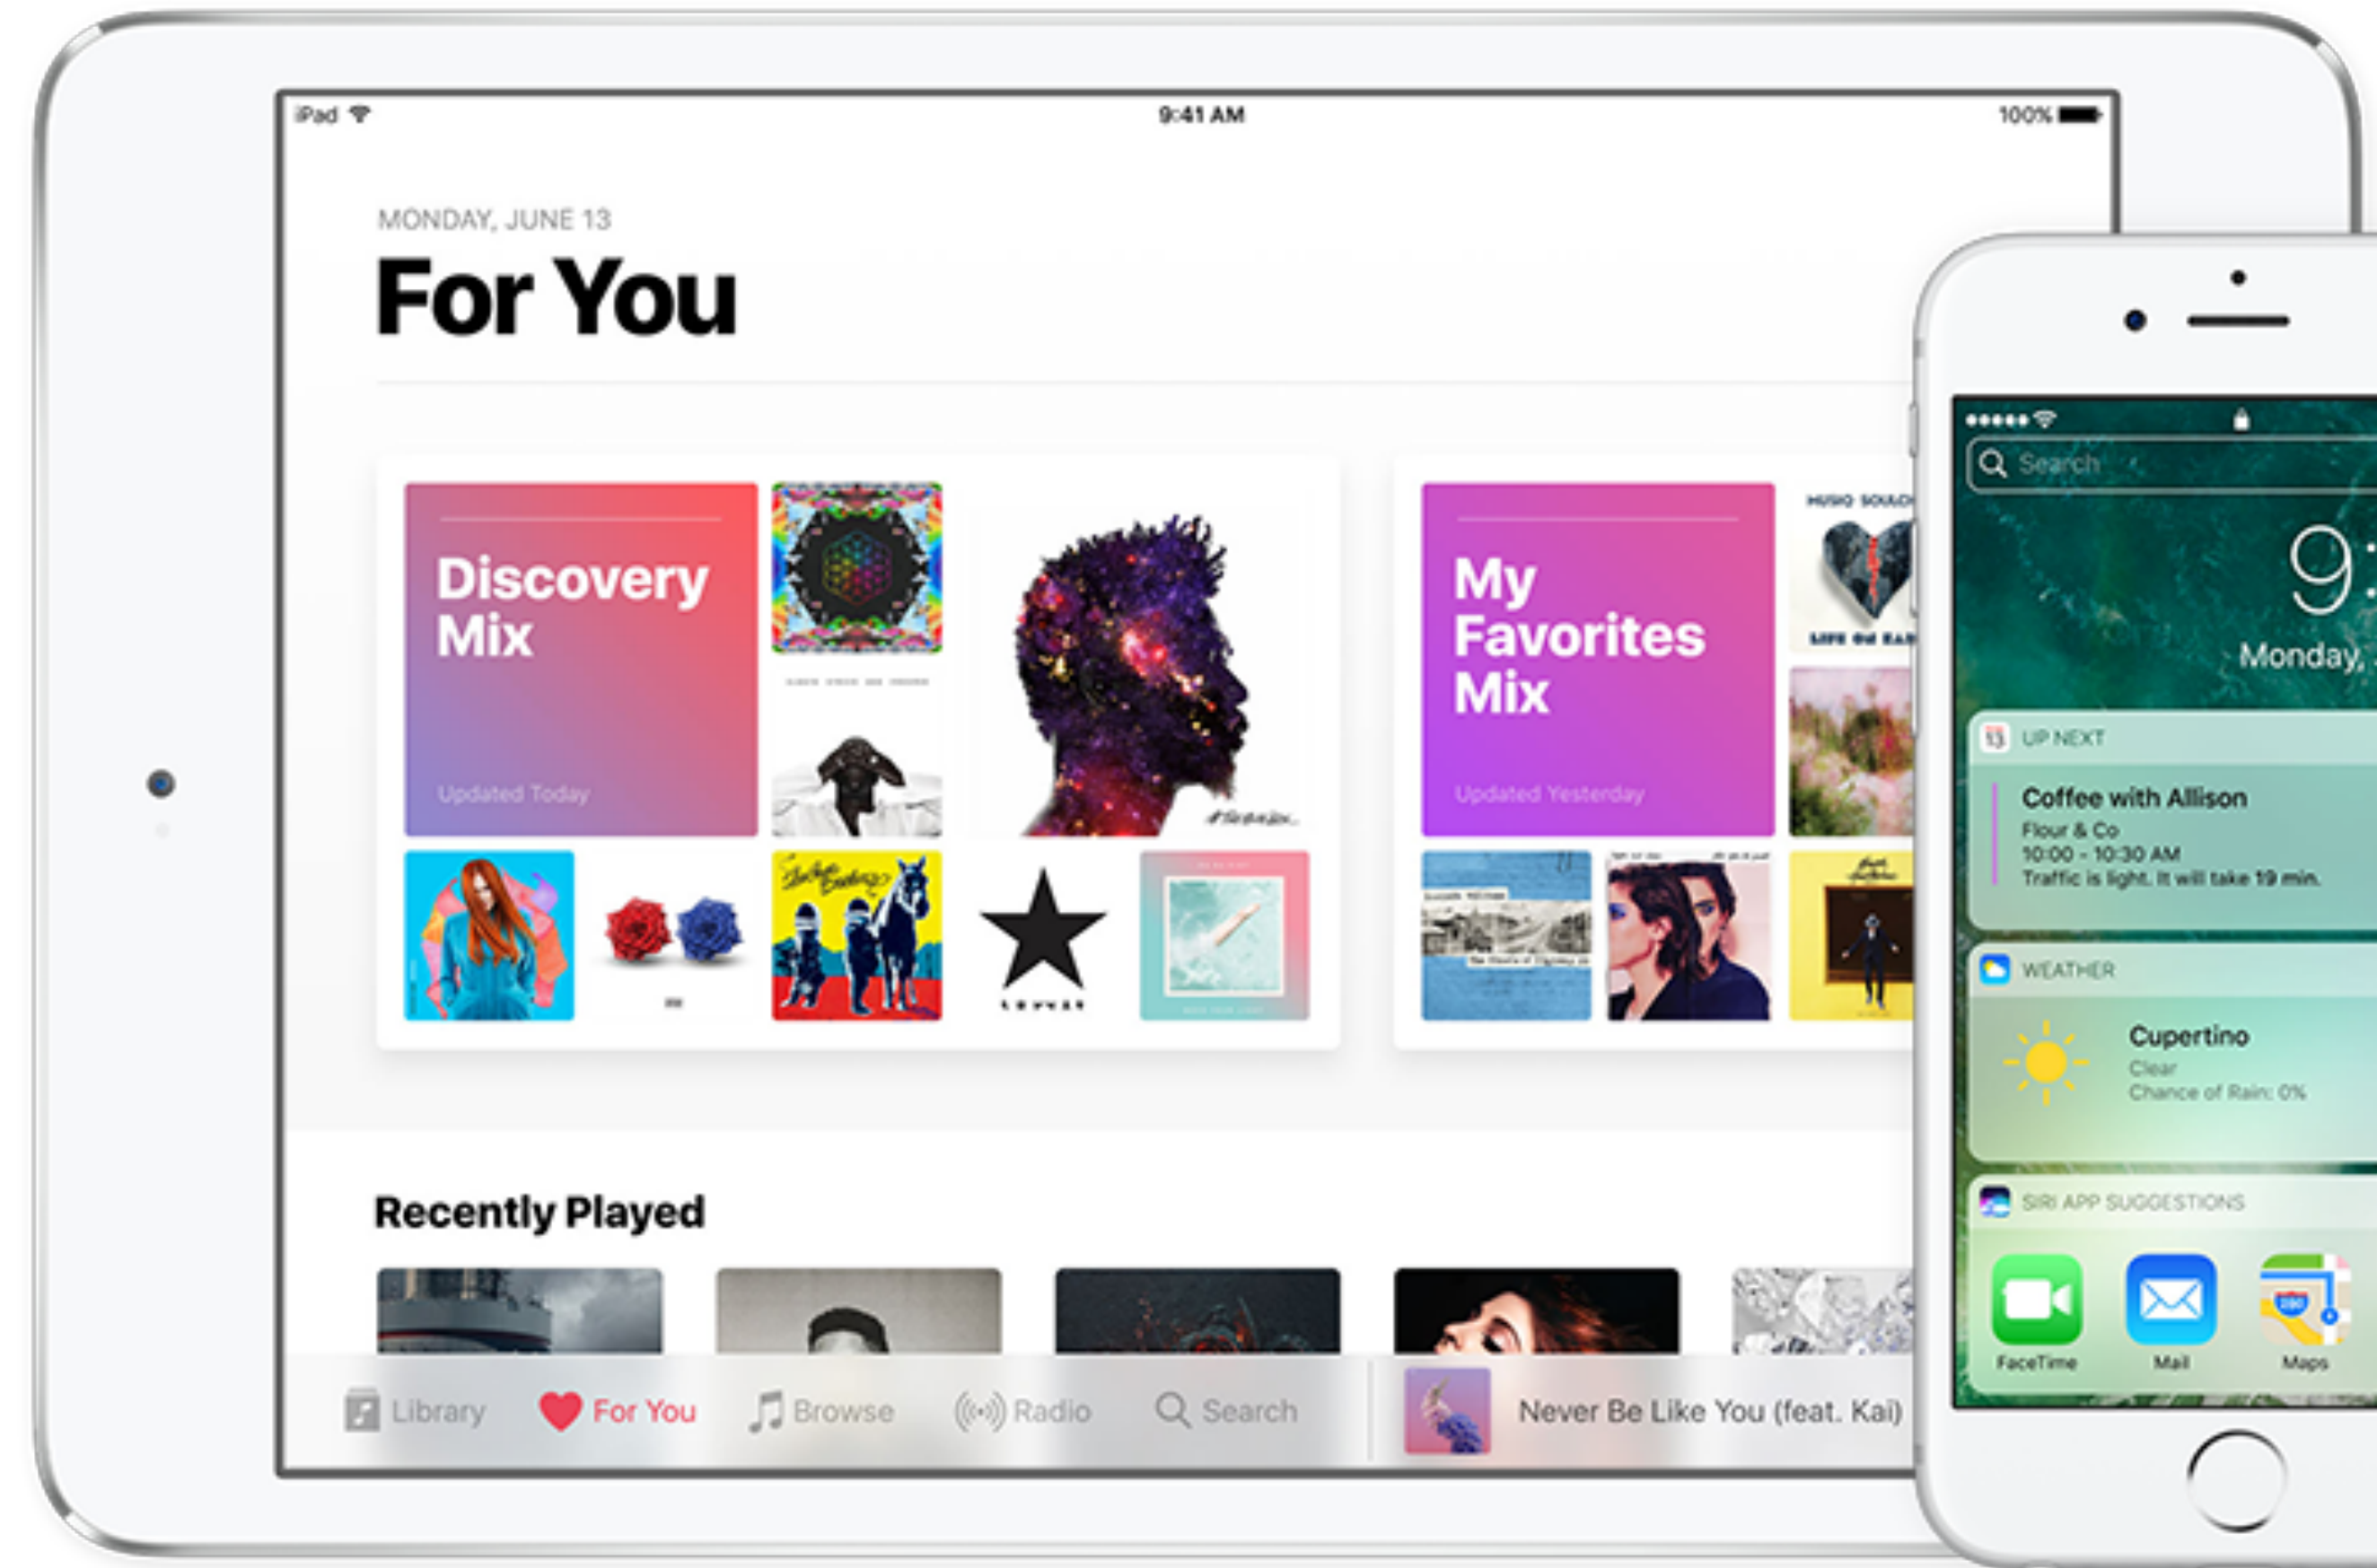 iPad
9:41 AM
100%
MONDAY, JUNE 13
For You
Discovery
Mix
Updated Today
My
Favorites
Mix
Updated Yesterday
Recently Played
Library
For You
Browse
Radio
Search
Never Be Like You (feat. Kai)
Search
9:
Monday,
13
UP NEXT
Coffee with Allison
Flour & Co
10:00 - 10:30 AM
Traffic is light. It will take 19 min.
WEATHER
Cupertino
Clear
Chance of Rain: 0%
SIRI APP SUGGESTIONS
FaceTime
Mail
Maps